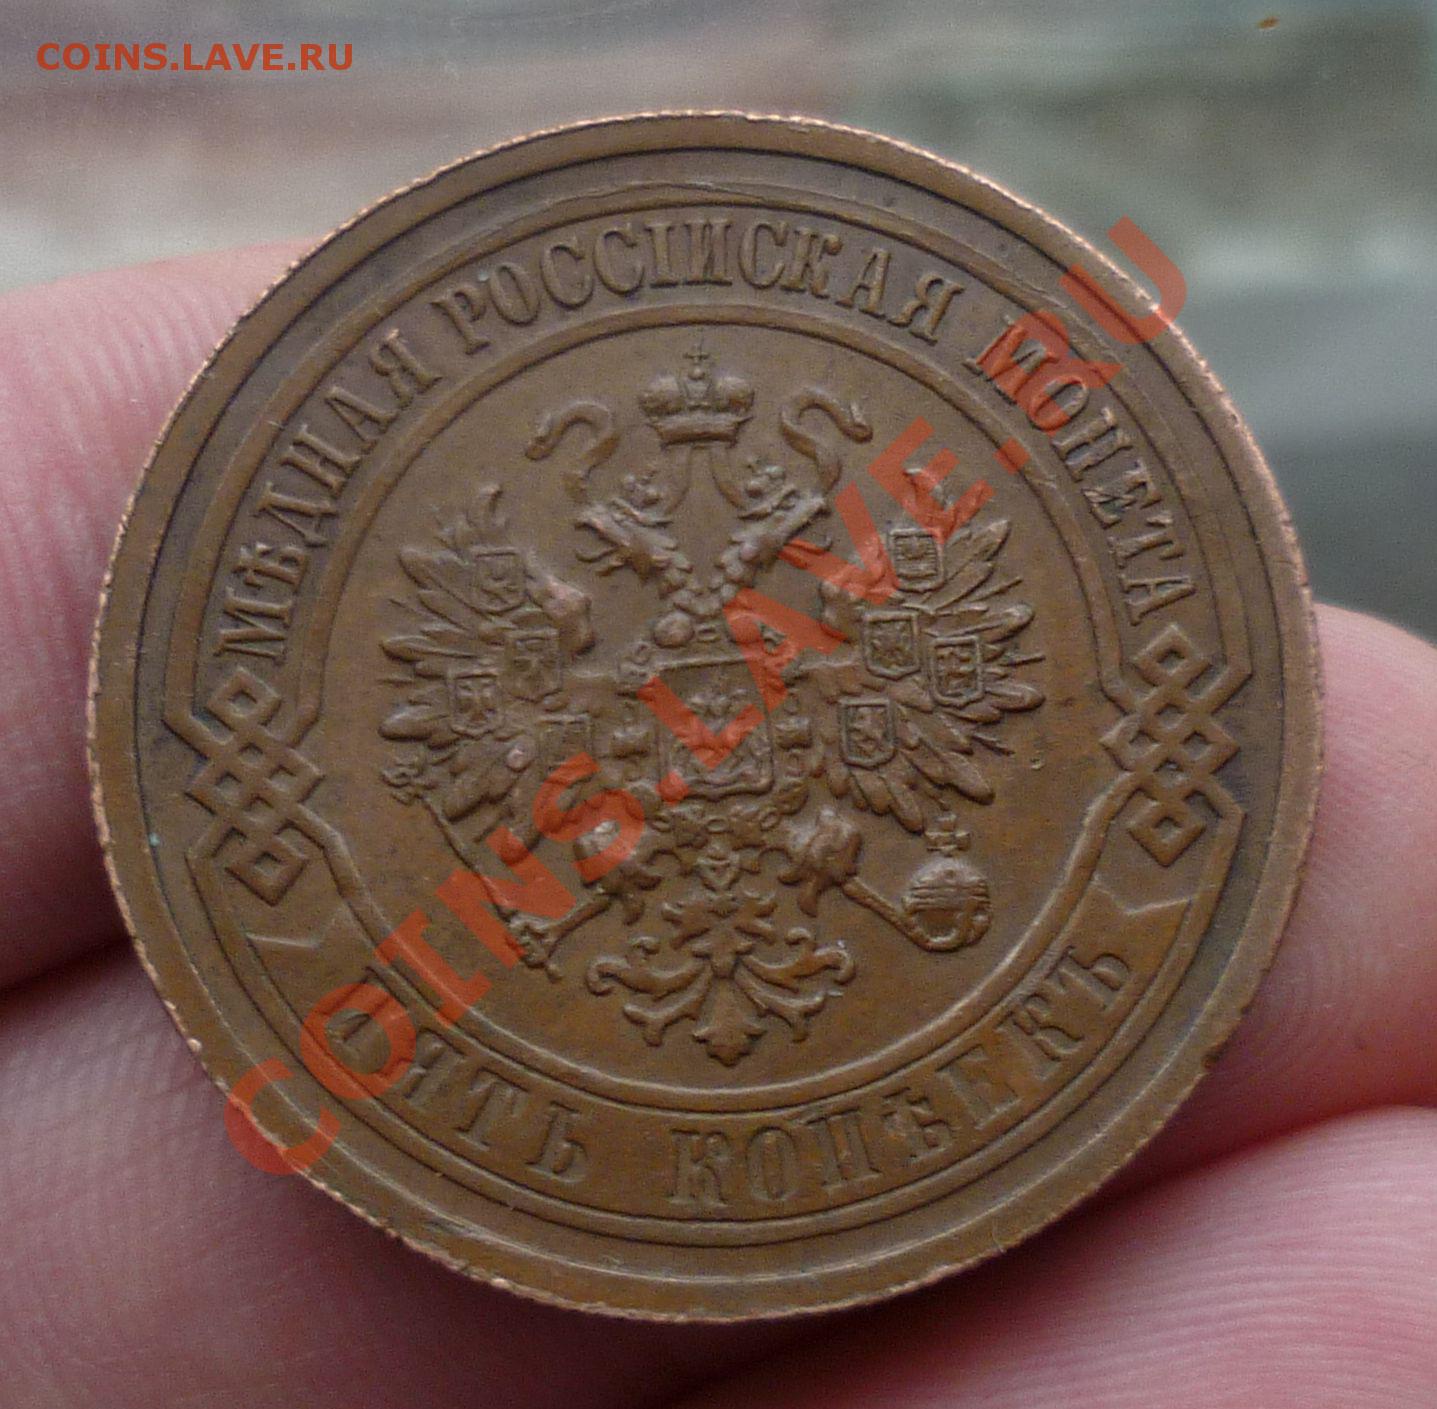 COINS.LAVE.RU
МѢДНАЯ РОССІЙСКАЯ МОНЕТА
ПЯТЬ КОПѢЕКЪ
COINS.LAVE.RU